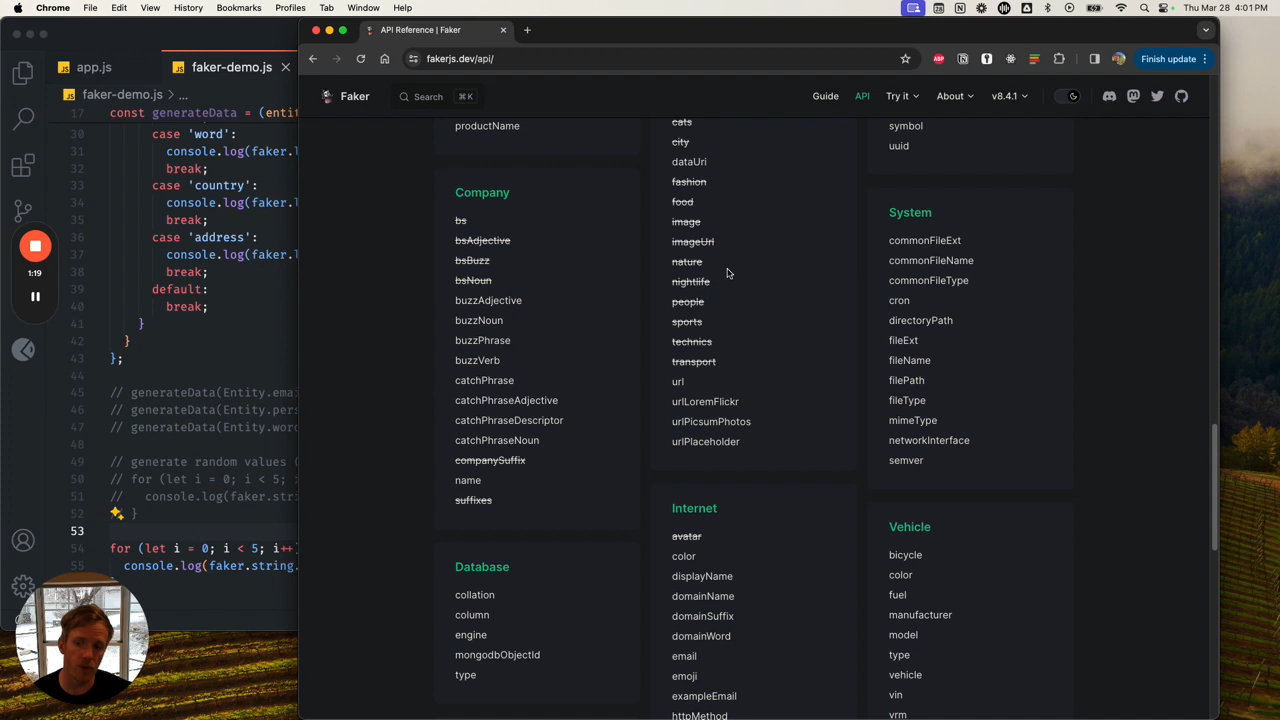 Chrome File Edit View History Bookmarks Profiles Tab Window Help
Thu Mar 28 4:01 PM
app.js
faker-demo.js
faker-demo.js > ...
17 const generateData = (entit
30 case 'word':
31 console.log(faker.l
32 break;
33 case 'country':
34 console.log(faker.l
35 break;
36 case 'address':
37 console.log(faker.l
38 break;
39 default:
40 break;
41 }
42 }
43 };
44
45 // generateData(Entity.emai
46 // generateData(Entity.pers
47 // generateData(Entity.word
48
49 // generate random values (
50 // for (let i = 0; i < 5; i
51 // console.log(faker.stri
52 // }
53
54 for (let i = 0; i < 5; i++)
55 console.log(faker.string.
1:19
API Reference | Faker
fakerjs.dev/api/
ABP
Finish update
Faker
Search ⌘K
Guide
API
Try it
About
v8.4.1
productName
Company
bs
bsAdjective
bsBuzz
bsNoun
buzzAdjective
buzzNoun
buzzPhrase
buzzVerb
catchPhrase
catchPhraseAdjective
catchPhraseDescriptor
catchPhraseNoun
companySuffix
name
suffixes
Database
collation
column
engine
mongodbObjectId
type
cats
city
dataUri
fashion
food
image
imageUrl
nature
nightlife
people
sports
technics
transport
url
urlLoremFlickr
urlPicsumPhotos
urlPlaceholder
Internet
avatar
color
displayName
domainName
domainSuffix
domainWord
email
emoji
exampleEmail
httpMethod
symbol
uuid
System
commonFileExt
commonFileName
commonFileType
cron
directoryPath
fileExt
fileName
filePath
fileType
mimeType
networkInterface
semver
Vehicle
bicycle
color
fuel
manufacturer
model
type
vehicle
vin
vrm